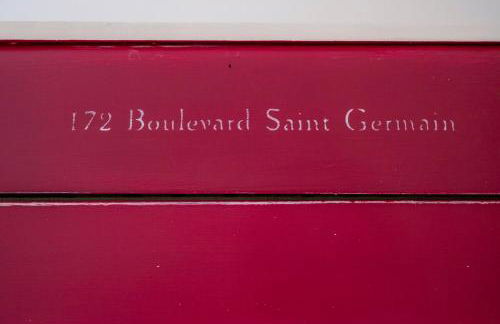 172 Boulevard Saint Germain